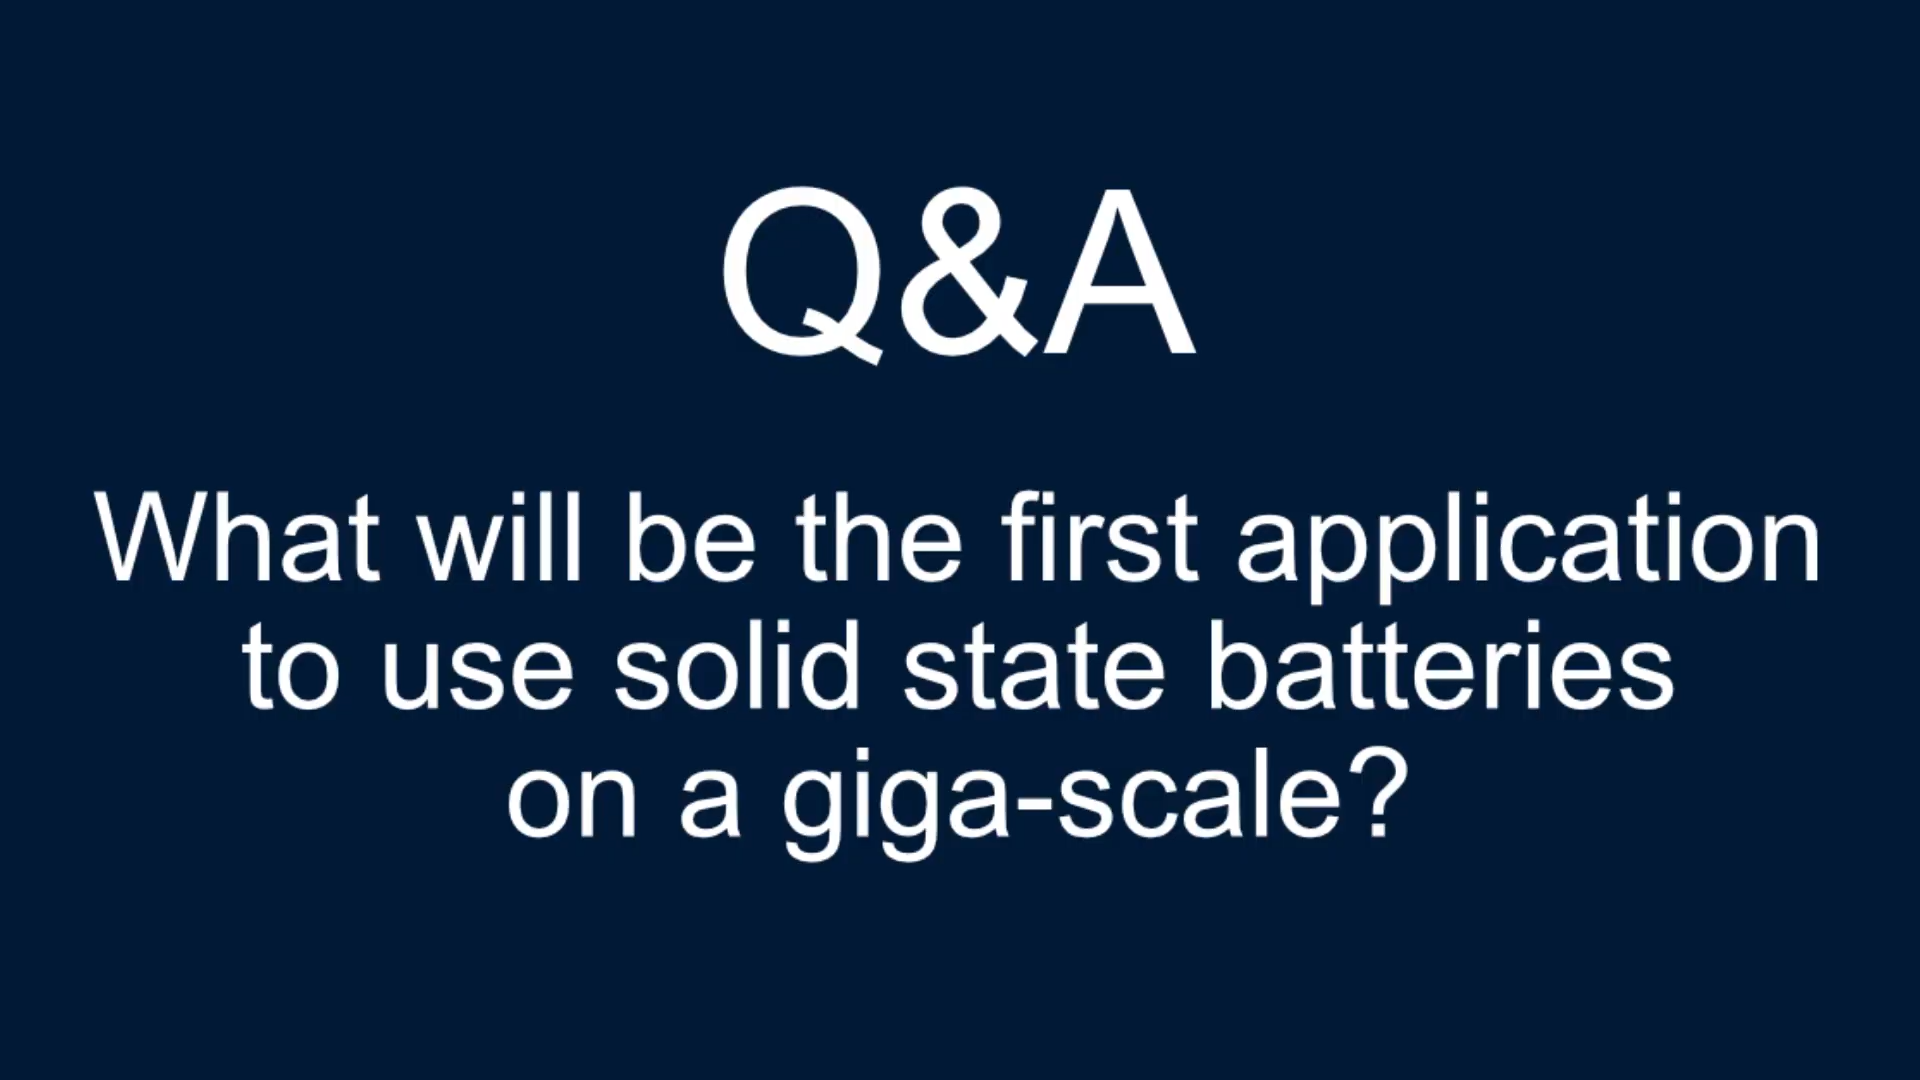 Q&A
What will be the first application
to use solid state batteries
on a giga-scale?